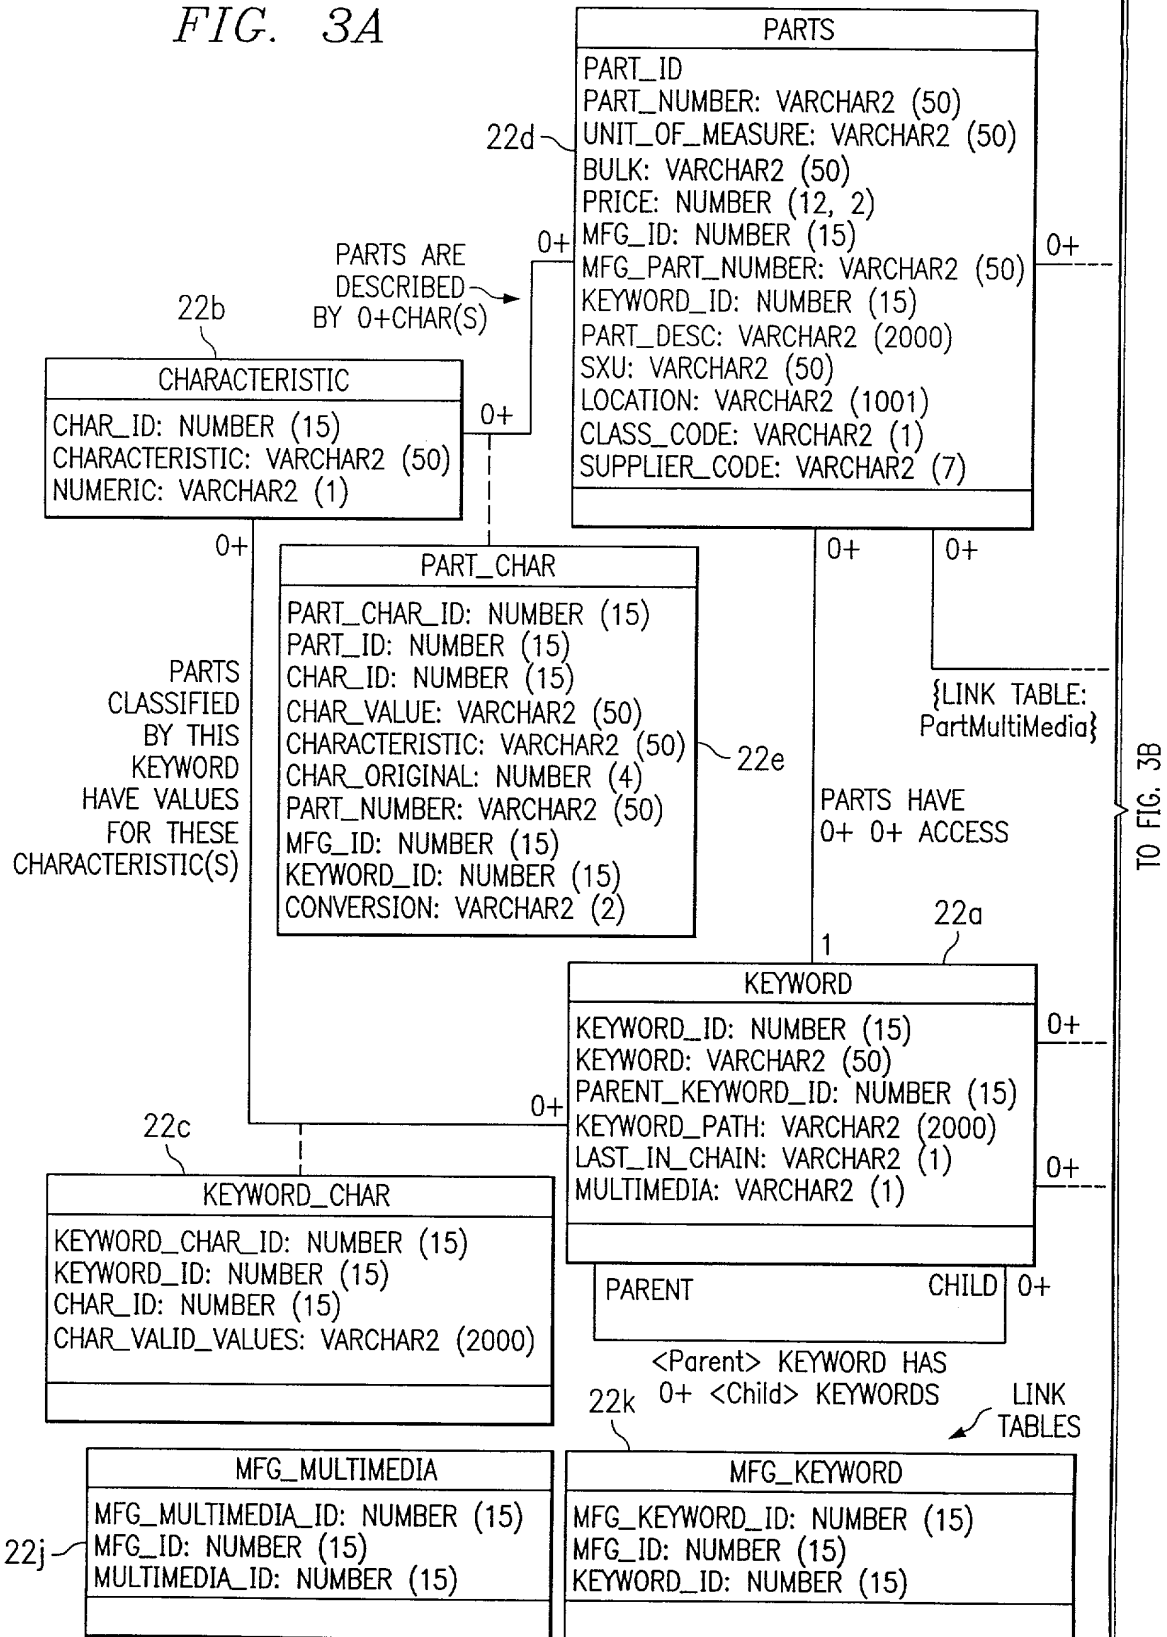 FIG. 3A
PARTS
PART_ID
PART_NUMBER: VARCHAR2 (50)
UNIT_OF_MEASURE: VARCHAR2 (50)
BULK: VARCHAR2 (50)
PRICE: NUMBER (12, 2)
MFG_ID: NUMBER (15)
MFG_PART_NUMBER: VARCHAR2 (50)
KEYWORD_ID: NUMBER (15)
PART_DESC: VARCHAR2 (2000)
SXU: VARCHAR2 (50)
LOCATION: VARCHAR2 (1001)
CLASS_CODE: VARCHAR2 (1)
SUPPLIER_CODE: VARCHAR2 (7)
22d
0+
0+
PARTS ARE
DESCRIBED
BY 0+CHAR(S)
22b
CHARACTERISTIC
CHAR_ID: NUMBER (15)
CHARACTERISTIC: VARCHAR2 (50)
NUMERIC: VARCHAR2 (1)
0+
0+
0+
0+
PART_CHAR
PART_CHAR_ID: NUMBER (15)
PART_ID: NUMBER (15)
CHAR_ID: NUMBER (15)
CHAR_VALUE: VARCHAR2 (50)
CHARACTERISTIC: VARCHAR2 (50)
CHAR_ORIGINAL: NUMBER (4)
PART_NUMBER: VARCHAR2 (50)
MFG_ID: NUMBER (15)
KEYWORD_ID: NUMBER (15)
CONVERSION: VARCHAR2 (2)
22e
PARTS
CLASSIFIED
BY THIS
KEYWORD
HAVE VALUES
FOR THESE
CHARACTERISTIC(S)
{LINK TABLE:
PartMultiMedia}
PARTS HAVE
0+ 0+ ACCESS
TO FIG. 3B
22a
1
KEYWORD
KEYWORD_ID: NUMBER (15)
KEYWORD: VARCHAR2 (50)
PARENT_KEYWORD_ID: NUMBER (15)
KEYWORD_PATH: VARCHAR2 (2000)
LAST_IN_CHAIN: VARCHAR2 (1)
MULTIMEDIA: VARCHAR2 (1)
0+
0+
0+
22c
KEYWORD_CHAR
KEYWORD_CHAR_ID: NUMBER (15)
KEYWORD_ID: NUMBER (15)
CHAR_ID: NUMBER (15)
CHAR_VALID_VALUES: VARCHAR2 (2000)
PARENT
CHILD
0+
<Parent> KEYWORD HAS
0+ <Child> KEYWORDS
22k
LINK
TABLES
MFG_MULTIMEDIA
MFG_MULTIMEDIA_ID: NUMBER (15)
MFG_ID: NUMBER (15)
MULTIMEDIA_ID: NUMBER (15)
22j
MFG_KEYWORD
MFG_KEYWORD_ID: NUMBER (15)
MFG_ID: NUMBER (15)
KEYWORD_ID: NUMBER (15)